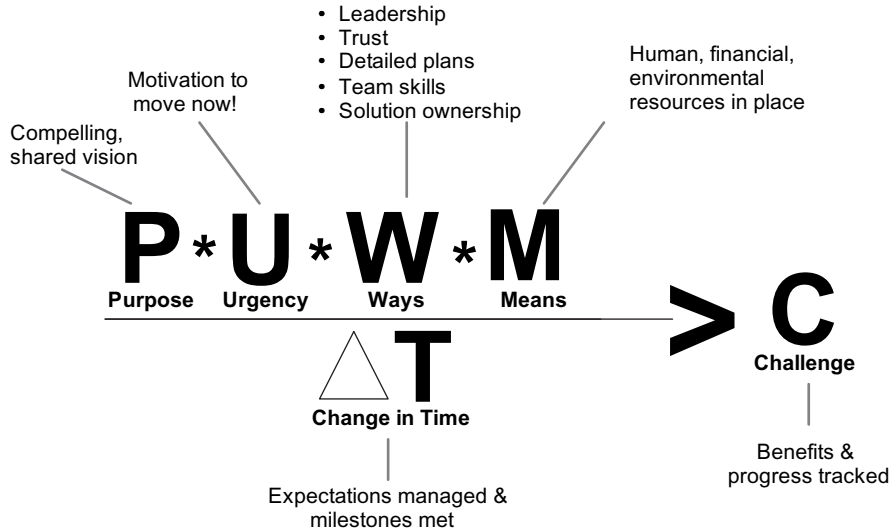 • Leadership
• Trust
• Detailed plans
• Team skills
• Solution ownership
Human, financial,
environmental
resources in place
Motivation to
move now!
Compelling,
shared vision
P * U * W * M
Purpose Urgency Ways Means
> C
Challenge
△ T
Change in Time
Benefits &
progress tracked
Expectations managed &
milestones met